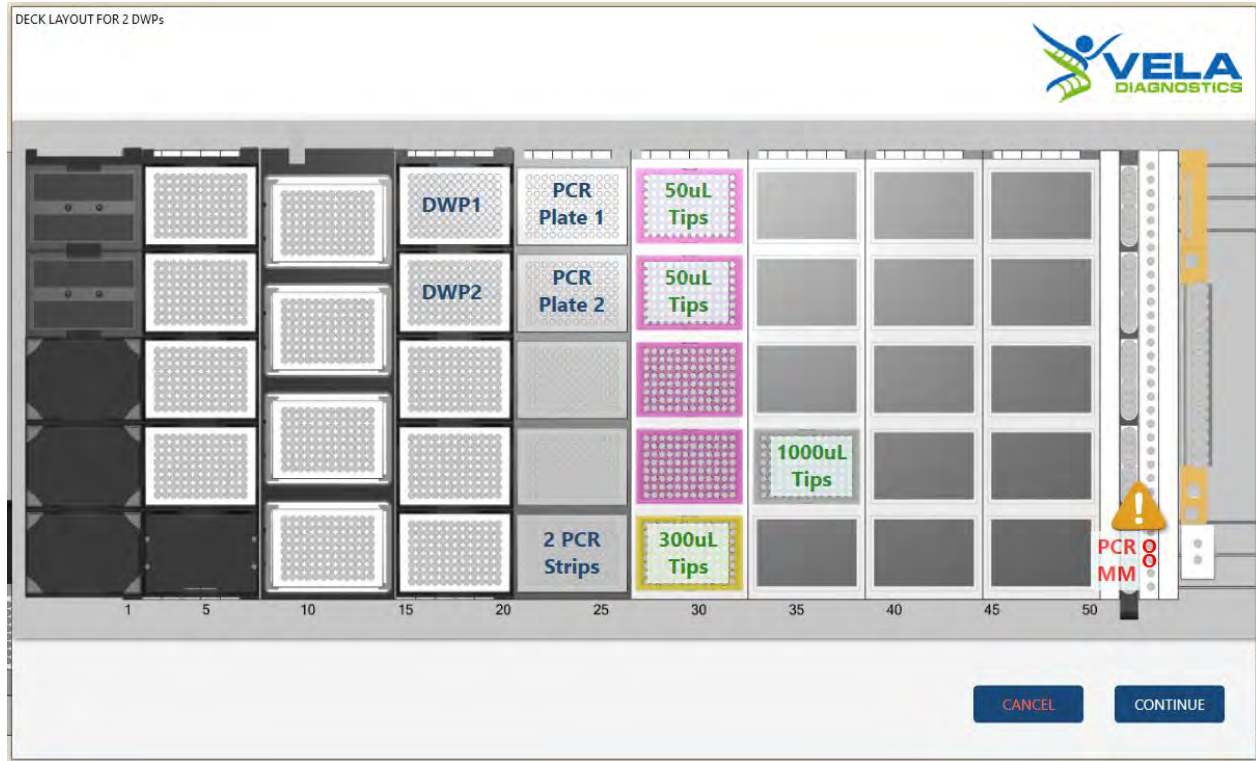 DECK LAYOUT FOR 2 DWPs
VELA
DIAGNOSTICS
DWP1
PCR
Plate 1
50uL
Tips
DWP2
PCR
Plate 2
50uL
Tips
1000uL
Tips
2 PCR
Strips
300uL
Tips
PCR
MM
1 5 10 15 20 25 30 35 40 45 50
CANCEL
CONTINUE